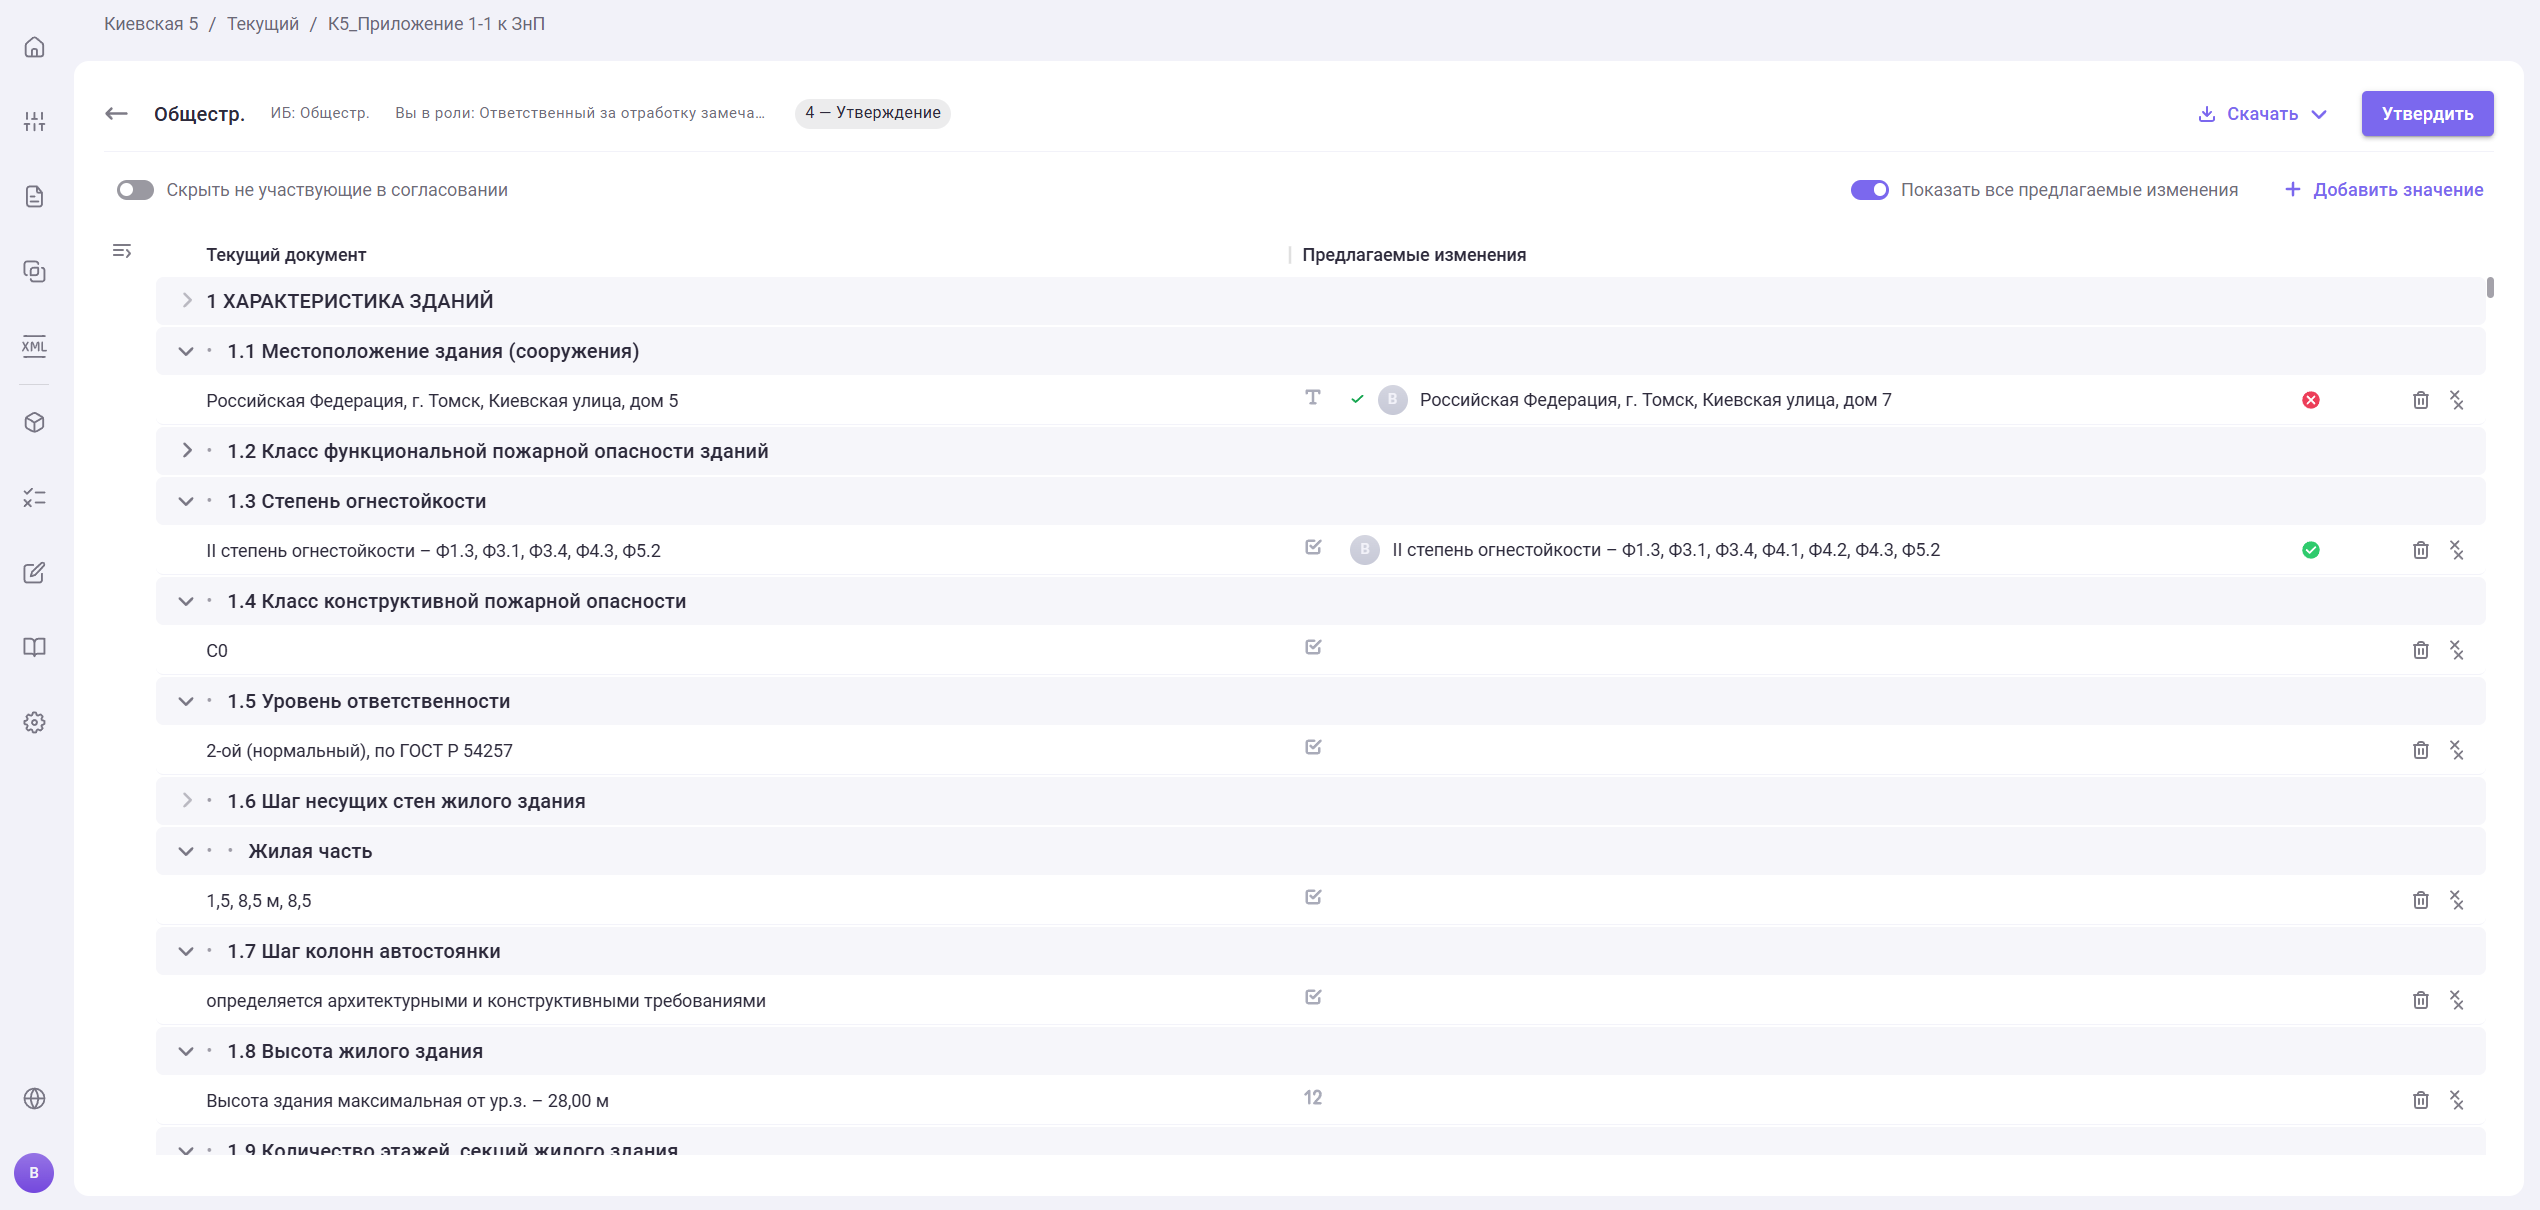 Киевская 5 / Текущий / К5_Приложение 1-1 к ЗнП
Общестр. ИБ: Общестр. Вы в роли: Ответственный за отработку замеча... 4 — Утверждение Скачать Утвердить
Скрыть не участвующие в согласовании Показать все предлагаемые изменения + Добавить значение
Текущий документ Предлагаемые изменения
1 ХАРАКТЕРИСТИКА ЗДАНИЙ
1.1 Местоположение здания (сооружения)
XML
Российская Федерация, г. Томск, Киевская улица, дом 5 T В Российская Федерация, г. Томск, Киевская улица, дом 7
1.2 Класс функциональной пожарной опасности зданий
1.3 Степень огнестойкости
II степень огнестойкости – Ф1.3, Ф3.1, Ф3.4, Ф4.3, Ф5.2 В II степень огнестойкости – Ф1.3, Ф3.1, Ф3.4, Ф4.1, Ф4.2, Ф4.3, Ф5.2
1.4 Класс конструктивной пожарной опасности
С0
1.5 Уровень ответственности
2-ой (нормальный), по ГОСТ Р 54257
1.6 Шаг несущих стен жилого здания
Жилая часть
1,5, 8,5 м, 8,5
1.7 Шаг колонн автостоянки
определяется архитектурными и конструктивными требованиями
1.8 Высота жилого здания
Высота здания максимальная от ур.з. – 28,00 м 12
1.9 Количество этажей, секций жилого здания
В